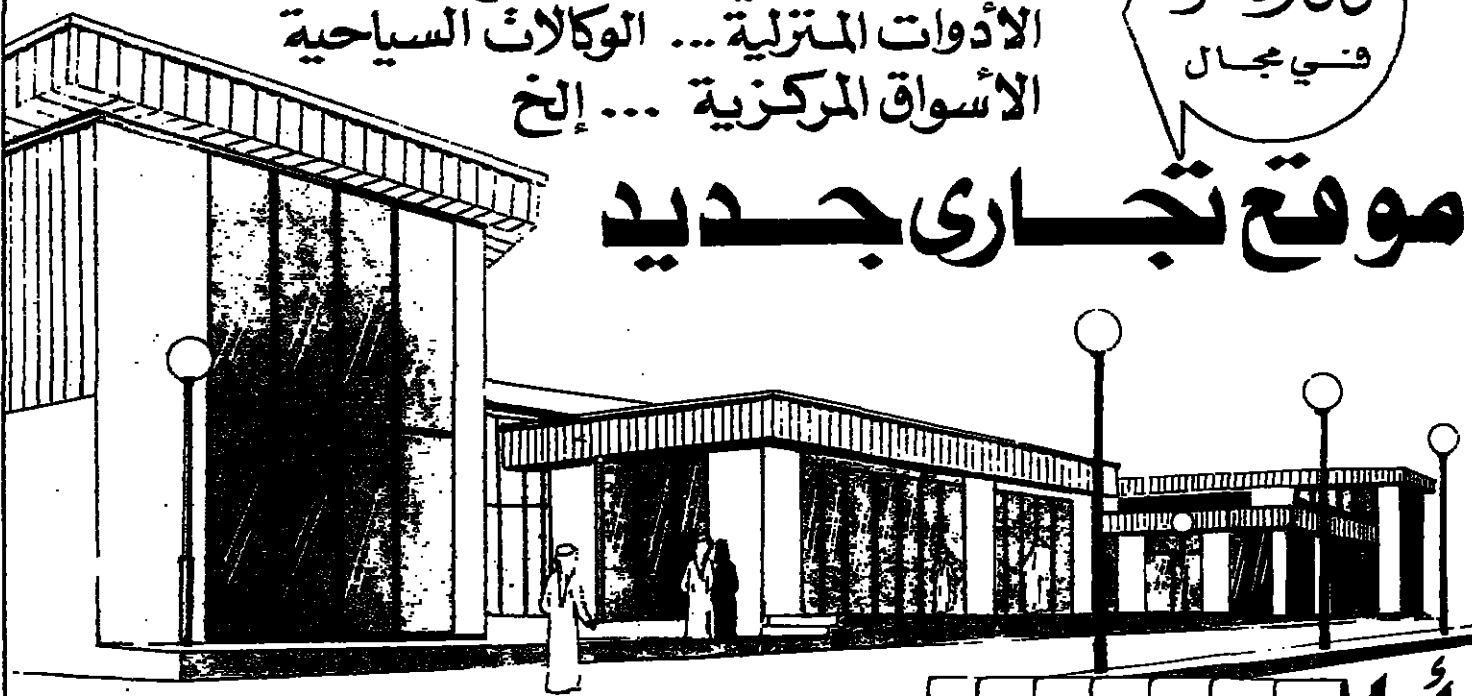 الأدوات المنزلية ... الوكالات السياحية
الأسواق المركزية ... إلخ
في مجال
موقع تجارى جديد